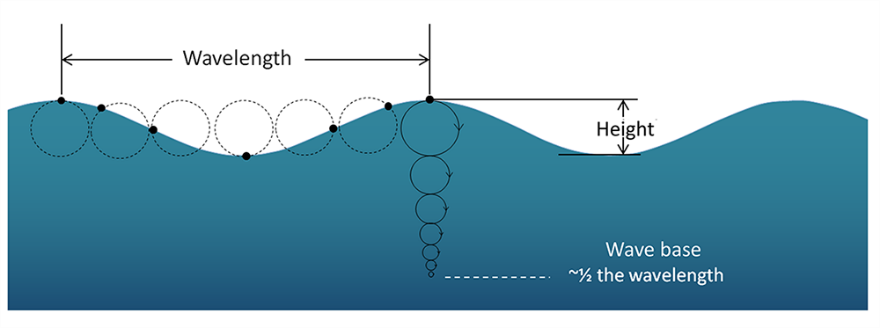 Wavelength
Height
Wave base
~½ the wavelength